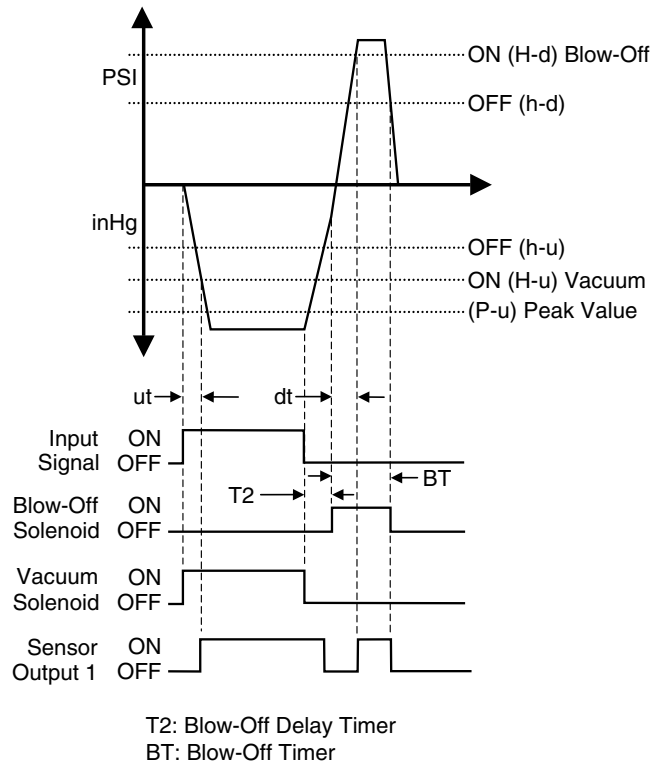 ON (H-d) Blow-Off
PSI
OFF (h-d)
inHg
OFF (h-u)
ON (H-u) Vacuum
(P-u) Peak Value
ut
dt
Input Signal
ON
OFF
BT
T2
Blow-Off Solenoid
ON
OFF
Vacuum Solenoid
ON
OFF
Sensor Output 1
ON
OFF
T2: Blow-Off Delay Timer
BT: Blow-Off Timer